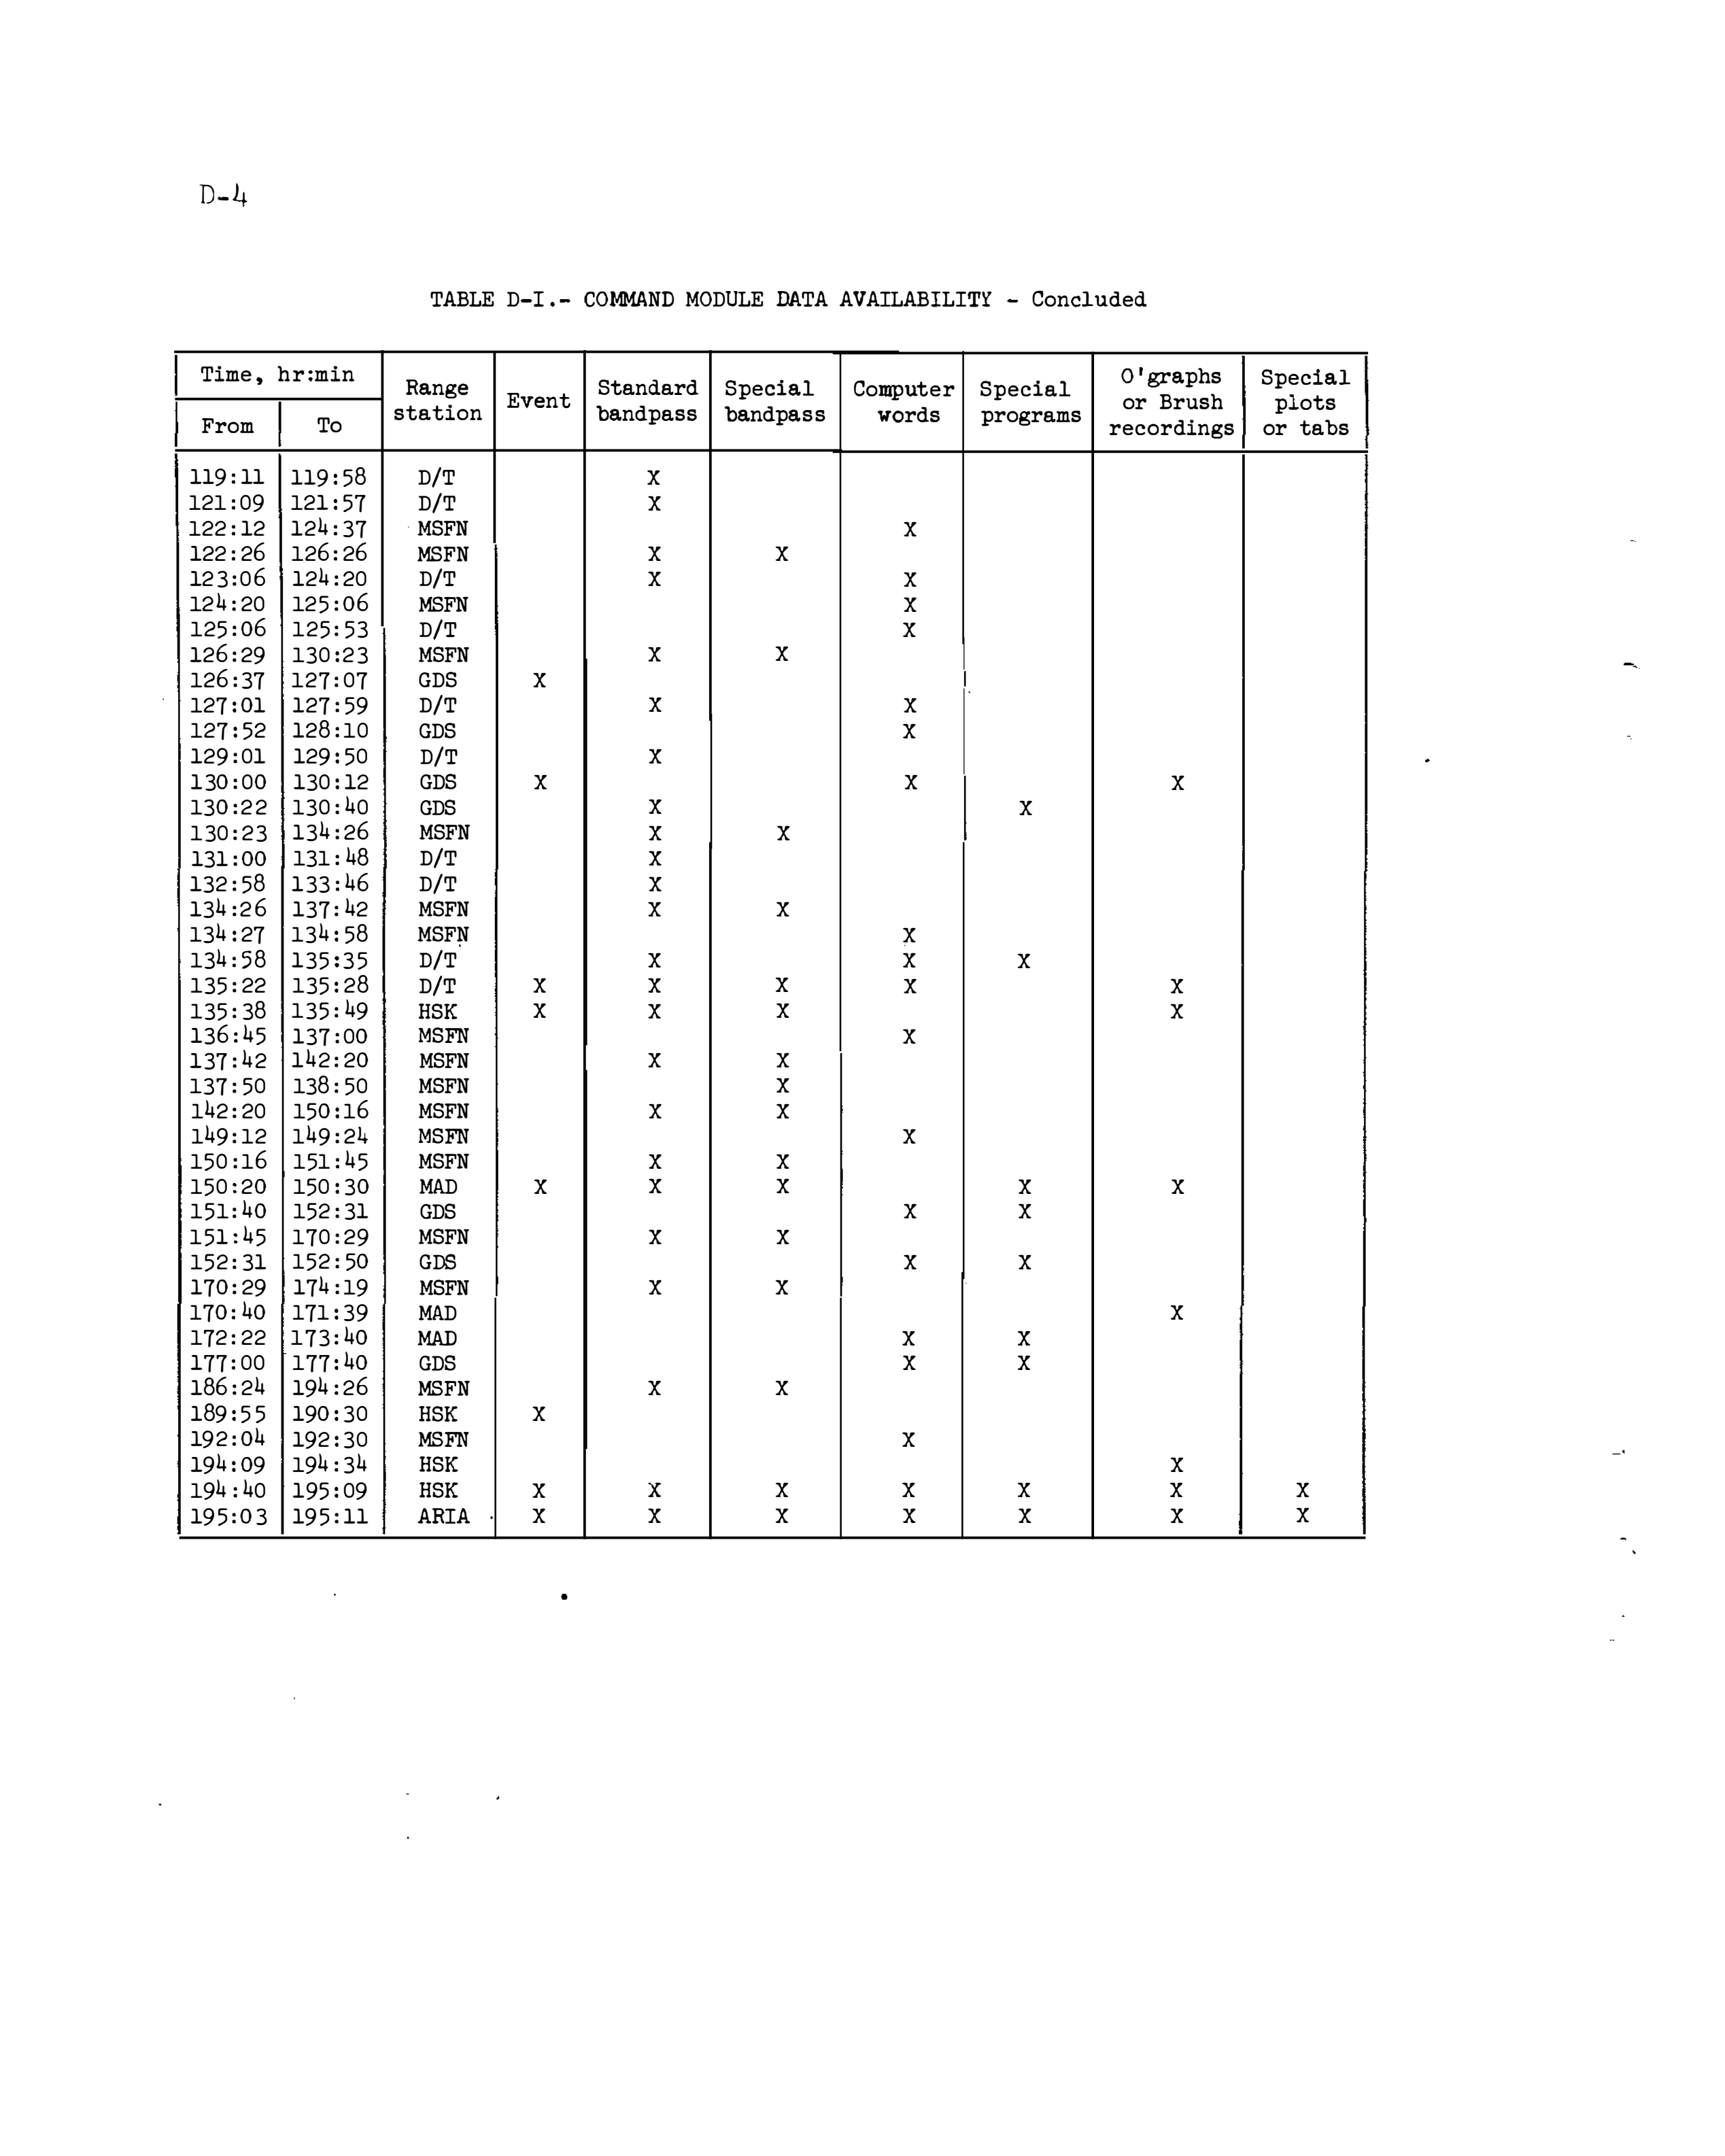 D-4
TABLE D-I.- COMMAND MODULE DATA AVAILABILITY - Concluded
Time, hr:min Range station Event Standard bandpass Special bandpass Computer words Special programs O'graphs or Brush recordings Special plots or tabs
From To
119:11 119:58 D/T X
121:09 121:57 D/T X
122:12 124:37 MSFN X
122:26 126:26 MSFN X X
123:06 124:20 D/T X X
124:20 125:06 MSFN X
125:06 125:53 D/T X
126:29 130:23 MSFN X X
126:37 127:07 GDS X
127:01 127:59 D/T X X
127:52 128:10 GDS X
129:01 129:50 D/T X
130:00 130:12 GDS X X X
130:22 130:40 GDS X X
130:23 134:26 MSFN X X
131:00 131:48 D/T X
132:58 133:46 D/T X
134:26 137:42 MSFN X X
134:27 134:58 MSFN X
134:58 135:35 D/T X X X
135:22 135:28 D/T X X X X X
135:38 135:49 HSK X X X X
136:45 137:00 MSFN X
137:42 142:20 MSFN X X
137:50 138:50 MSFN X
142:20 150:16 MSFN X X
149:12 149:24 MSFN X
150:16 151:45 MSFN X X
150:20 150:30 MAD X X X X X
151:40 152:31 GDS X X
151:45 170:29 MSFN X X
152:31 152:50 GDS X X
170:29 174:19 MSFN X X
170:40 171:39 MAD X
172:22 173:40 MAD X X
177:00 177:40 GDS X X
186:24 194:26 MSFN X X
189:55 190:30 HSK X
192:04 192:30 MSFN X
194:09 194:34 HSK X
194:40 195:09 HSK X X X X X X X
195:03 195:11 ARIA X X X X X X X